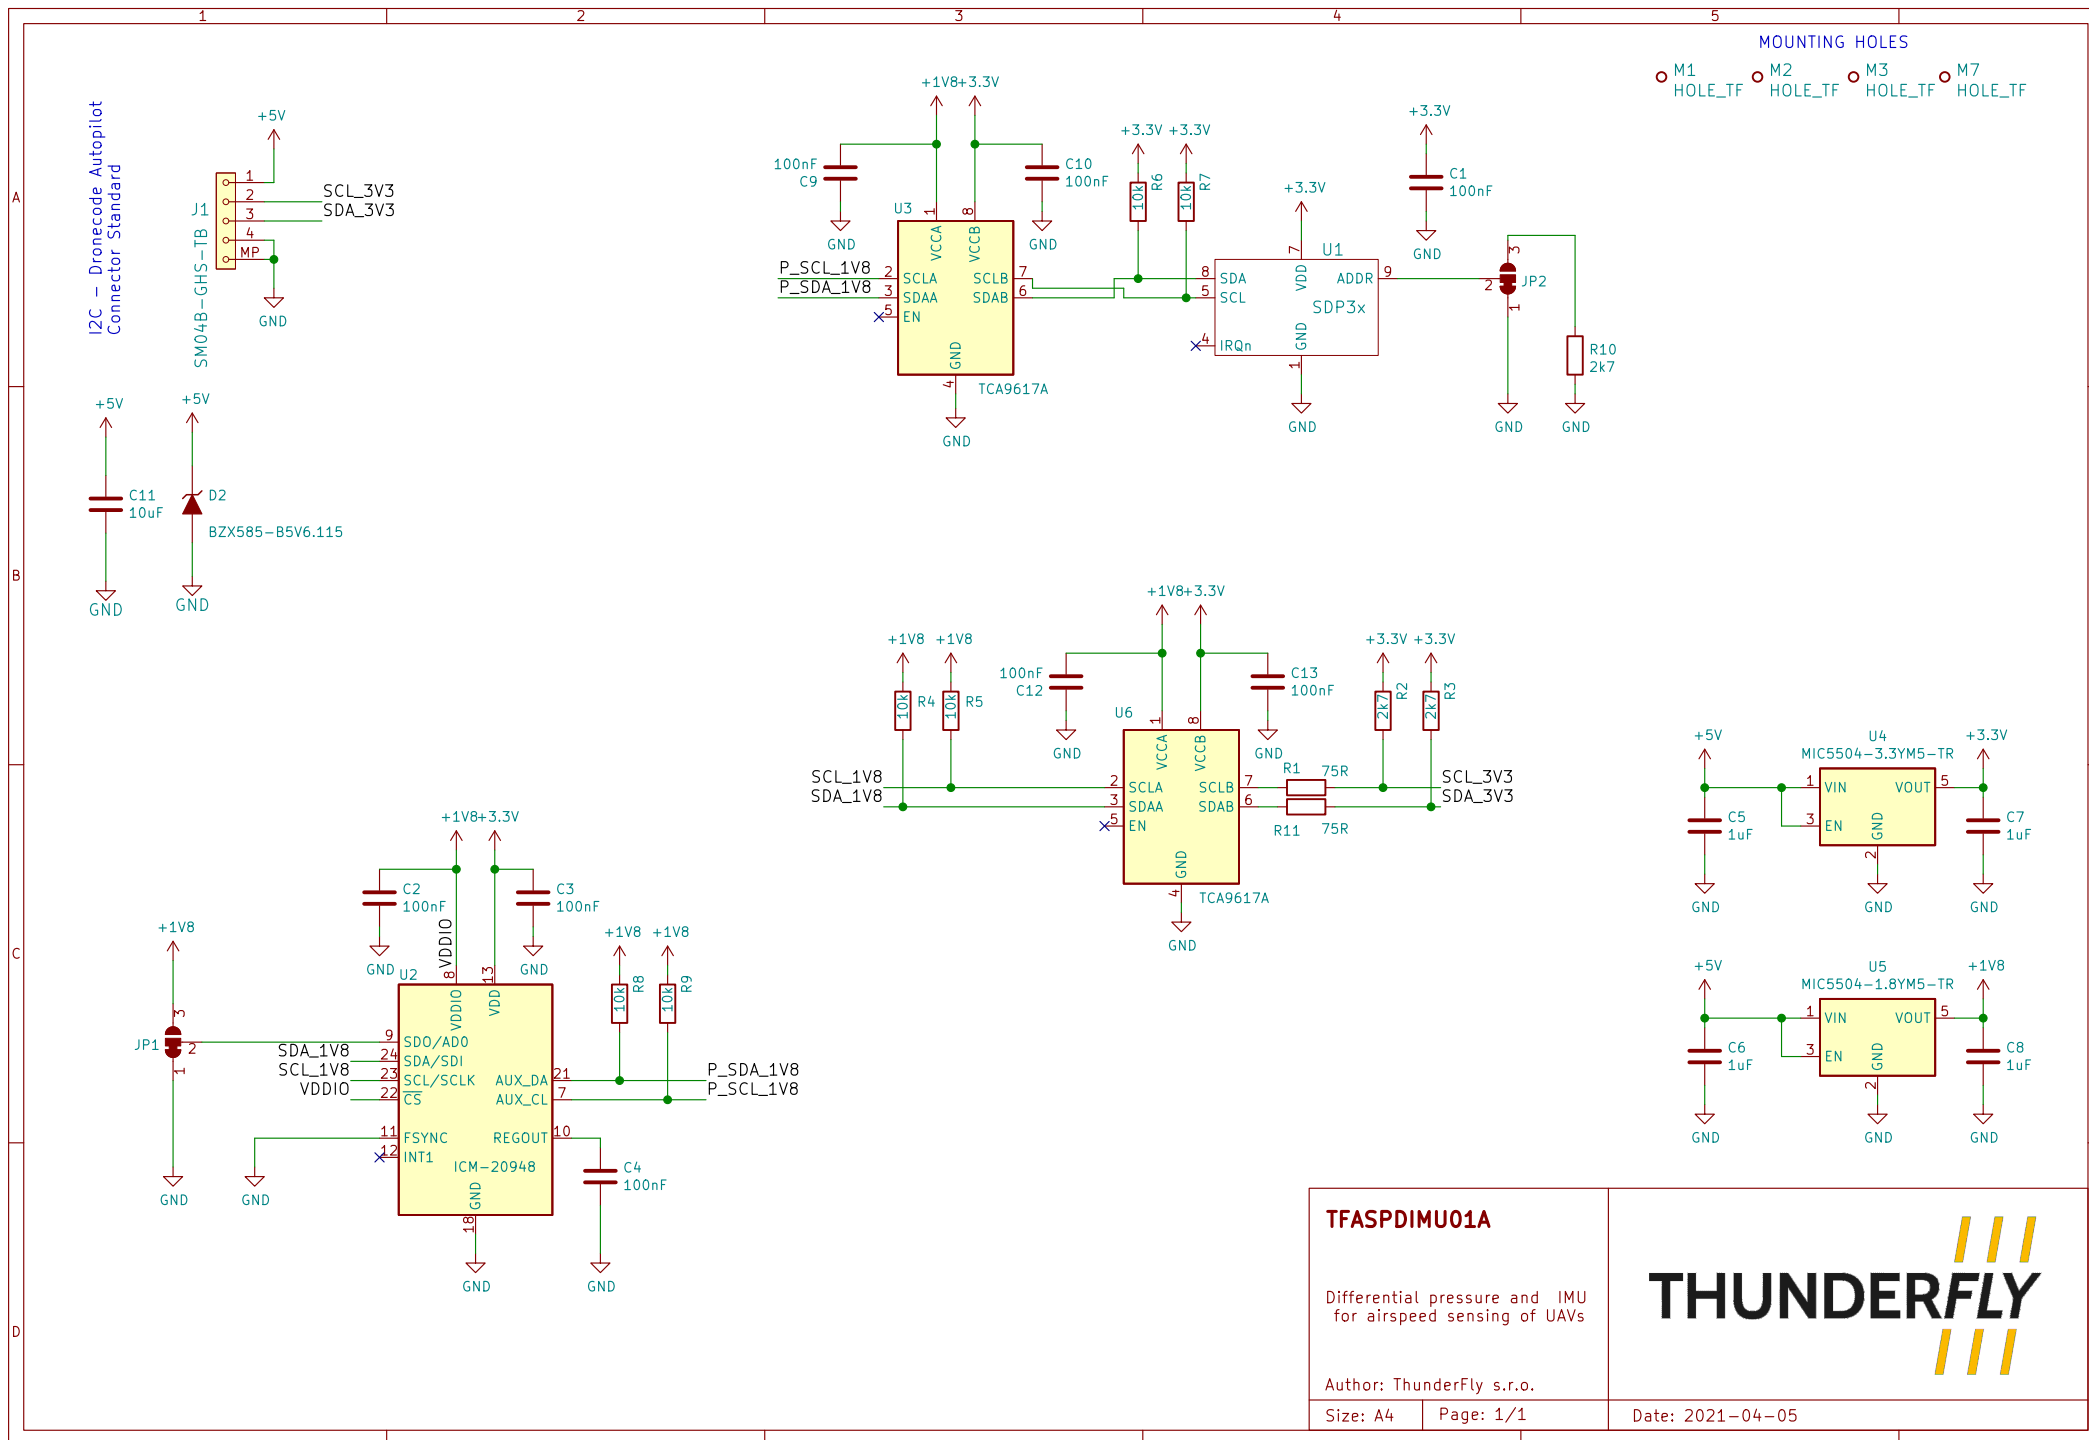 1 2 3 4 5
A
B
C
D
MOUNTING HOLES
M1
HOLE_TF
M2
HOLE_TF
M3
HOLE_TF
M7
HOLE_TF
I2C - Dronecode Autopilot
Connector Standard
+5V
J1
SM04B-GHS-TB
1
2
3
4
MP
SCL_3V3
SDA_3V3
GND
+5V
C11
10uF
GND
+5V
D2
BZX585-B5V6.115
GND
+1V8
+3.3V
100nF
C9
GND
C10
100nF
GND
U3
1
VCCA
8
VCCB
P_SCL_1V8
P_SDA_1V8
2
SCLA
3
SDAA
5
EN
SCLB
7
SDAB
6
GND
4
TCA9617A
GND
+3.3V
+3.3V
10k
R6
10k
R7
+3.3V
U1
7
VDD
8
SDA
5
SCL
4
IRQn
ADDR
9
SDP3x
GND
1
GND
+3.3V
C1
100nF
GND
3
2
JP2
1
GND
R10
2k7
GND
+1V8
+1V8
10k
R4
10k
R5
+1V8
+3.3V
100nF
C12
GND
C13
100nF
GND
U6
1
VCCA
8
VCCB
SCL_1V8
SDA_1V8
2
SCLA
3
SDAA
5
EN
SCLB
7
SDAB
6
GND
4
TCA9617A
GND
R1
75R
R11
75R
+3.3V
+3.3V
2k7
R2
2k7
R3
SCL_3V3
SDA_3V3
+5V
U4
MIC5504-3.3YM5-TR
+3.3V
1
VIN
VOUT
5
3
EN
GND
2
C5
1uF
C7
1uF
GND
GND
GND
+5V
U5
MIC5504-1.8YM5-TR
+1V8
1
VIN
VOUT
5
3
EN
GND
2
C6
1uF
C8
1uF
GND
GND
GND
+1V8
+3.3V
C2
100nF
GND
C3
100nF
GND
VDDIO
U2
8
VDDIO
13
VDD
+1V8
3
JP1
2
1
GND
9
SDO/AD0
SDA_1V8
24
SDA/SDI
SCL_1V8
23
SCL/SCLK
VDDIO
22
CS
11
FSYNC
12
INT1
GND
AUX_DA
21
AUX_CL
7
REGOUT
10
ICM-20948
GND
18
GND
+1V8
+1V8
10k
R8
10k
R9
P_SDA_1V8
P_SCL_1V8
C4
100nF
GND
TFASPDIMU01A
Differential pressure and IMU
for airspeed sensing of UAVs
Author: ThunderFly s.r.o.
Size: A4
Page: 1/1
Date: 2021-04-05
THUNDERFLY